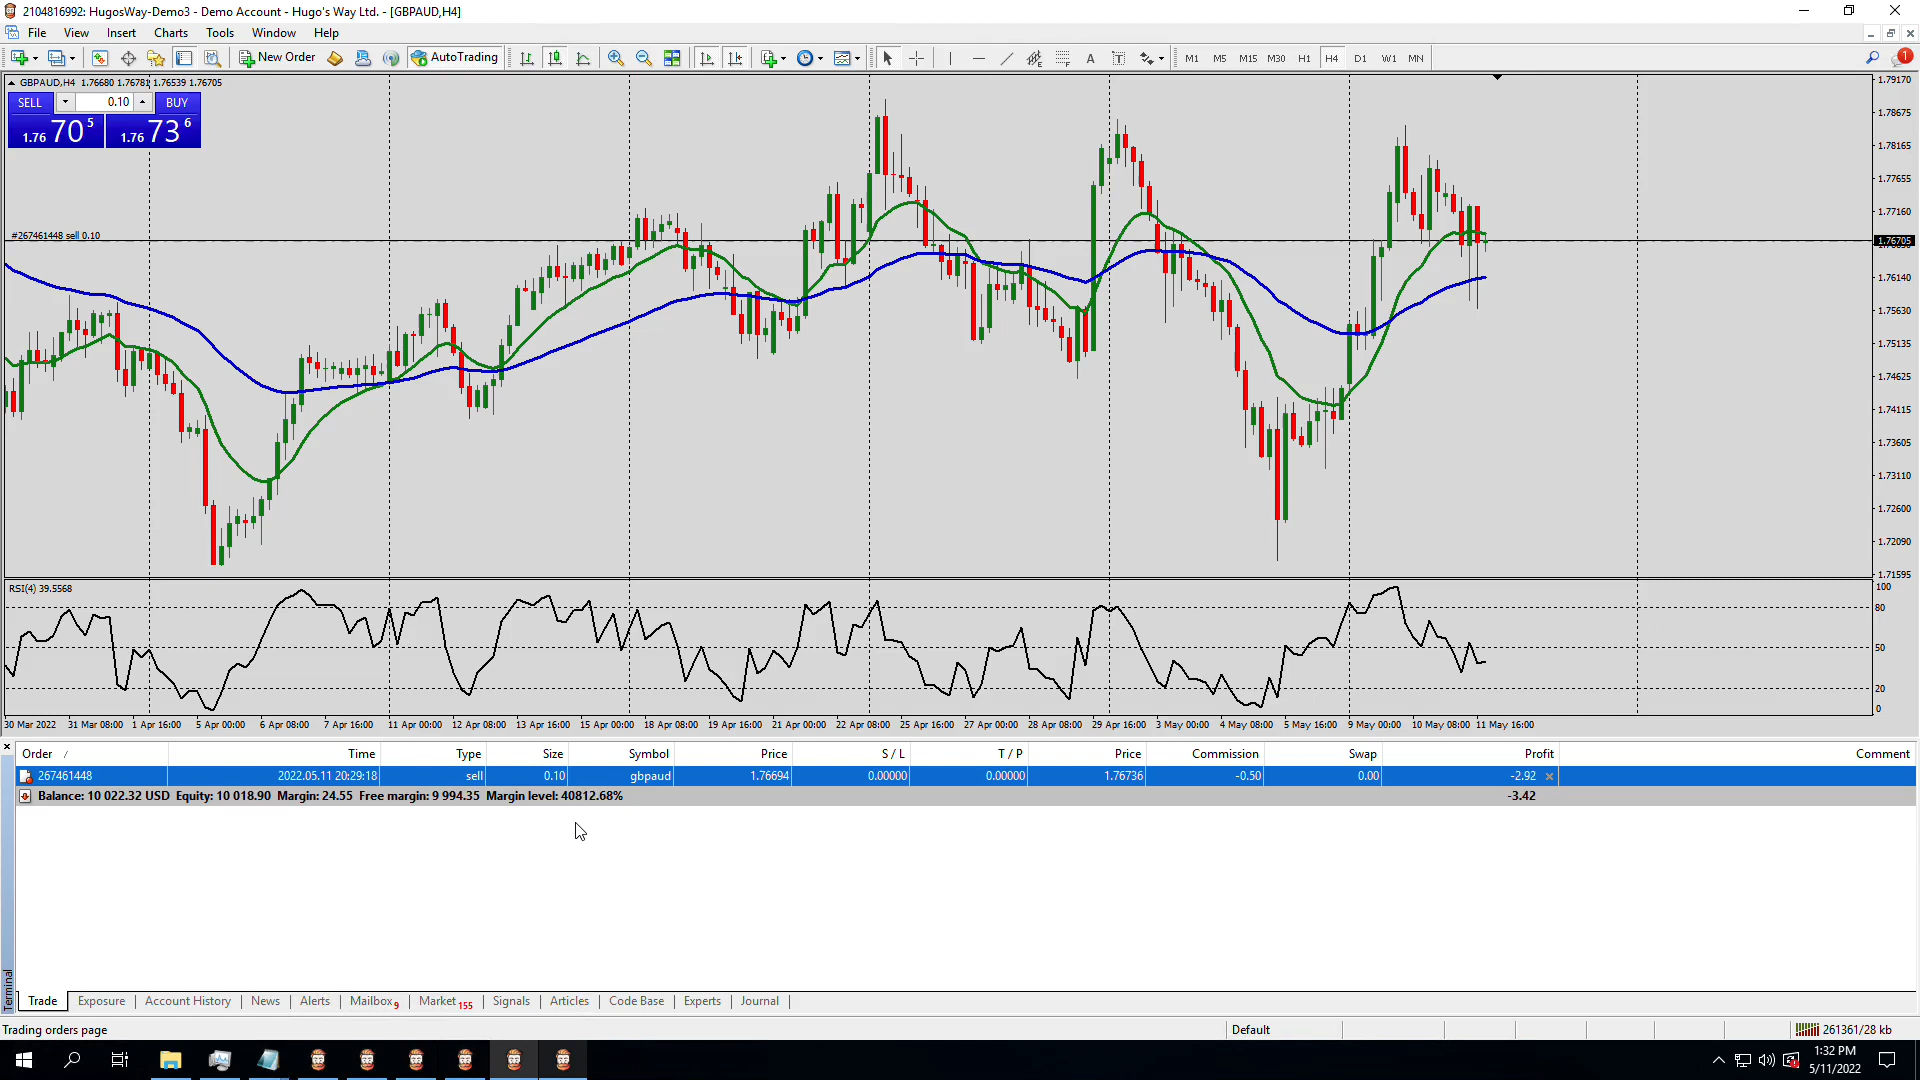 2104816992: HugosWay-Demo3 - Demo Account - Hugo's Way Ltd. - [GBPAUD,H4]
File View Insert Charts Tools Window Help
New Order AutoTrading A T M1 M5 M15 M30 H1 H4 D1 W1 MN 1
GBPAUD,H4 1.76680 1.76781 1.76539 1.76705
SELL 0.10 BUY
1.76 70 5 1.76 73 6
#267461448 sell 0.10
1.79170
1.78675
1.78165
1.77655
1.77160
1.76705
1.76140
1.75630
1.75135
1.74625
1.74115
1.73605
1.73110
1.72600
1.72090
1.71595
RSI(4) 39.5568
100
80
50
20
0
30 Mar 2022 31 Mar 08:00 1 Apr 16:00 5 Apr 00:00 6 Apr 08:00 7 Apr 16:00 11 Apr 00:00 12 Apr 08:00 13 Apr 16:00 15 Apr 00:00 18 Apr 08:00 19 Apr 16:00 21 Apr 00:00 22 Apr 08:00 25 Apr 16:00 27 Apr 00:00 28 Apr 08:00 29 Apr 16:00 3 May 00:00 4 May 08:00 5 May 16:00 9 May 00:00 10 May 08:00 11 May 16:00
Order / Time Type Size Symbol Price S / L T / P Price Commission Swap Profit Comment
267461448 2022.05.11 20:29:18 sell 0.10 gbpaud 1.76694 0.00000 0.00000 1.76736 -0.50 0.00 -2.92
Balance: 10 022.32 USD Equity: 10 018.90 Margin: 24.55 Free margin: 9 994.35 Margin level: 40812.68% -3.42
Terminal
Trade Exposure Account History News Alerts Mailbox 9 Market 155 Signals Articles Code Base Experts Journal
Trading orders page Default 261361/28 kb
1:32 PM
5/11/2022